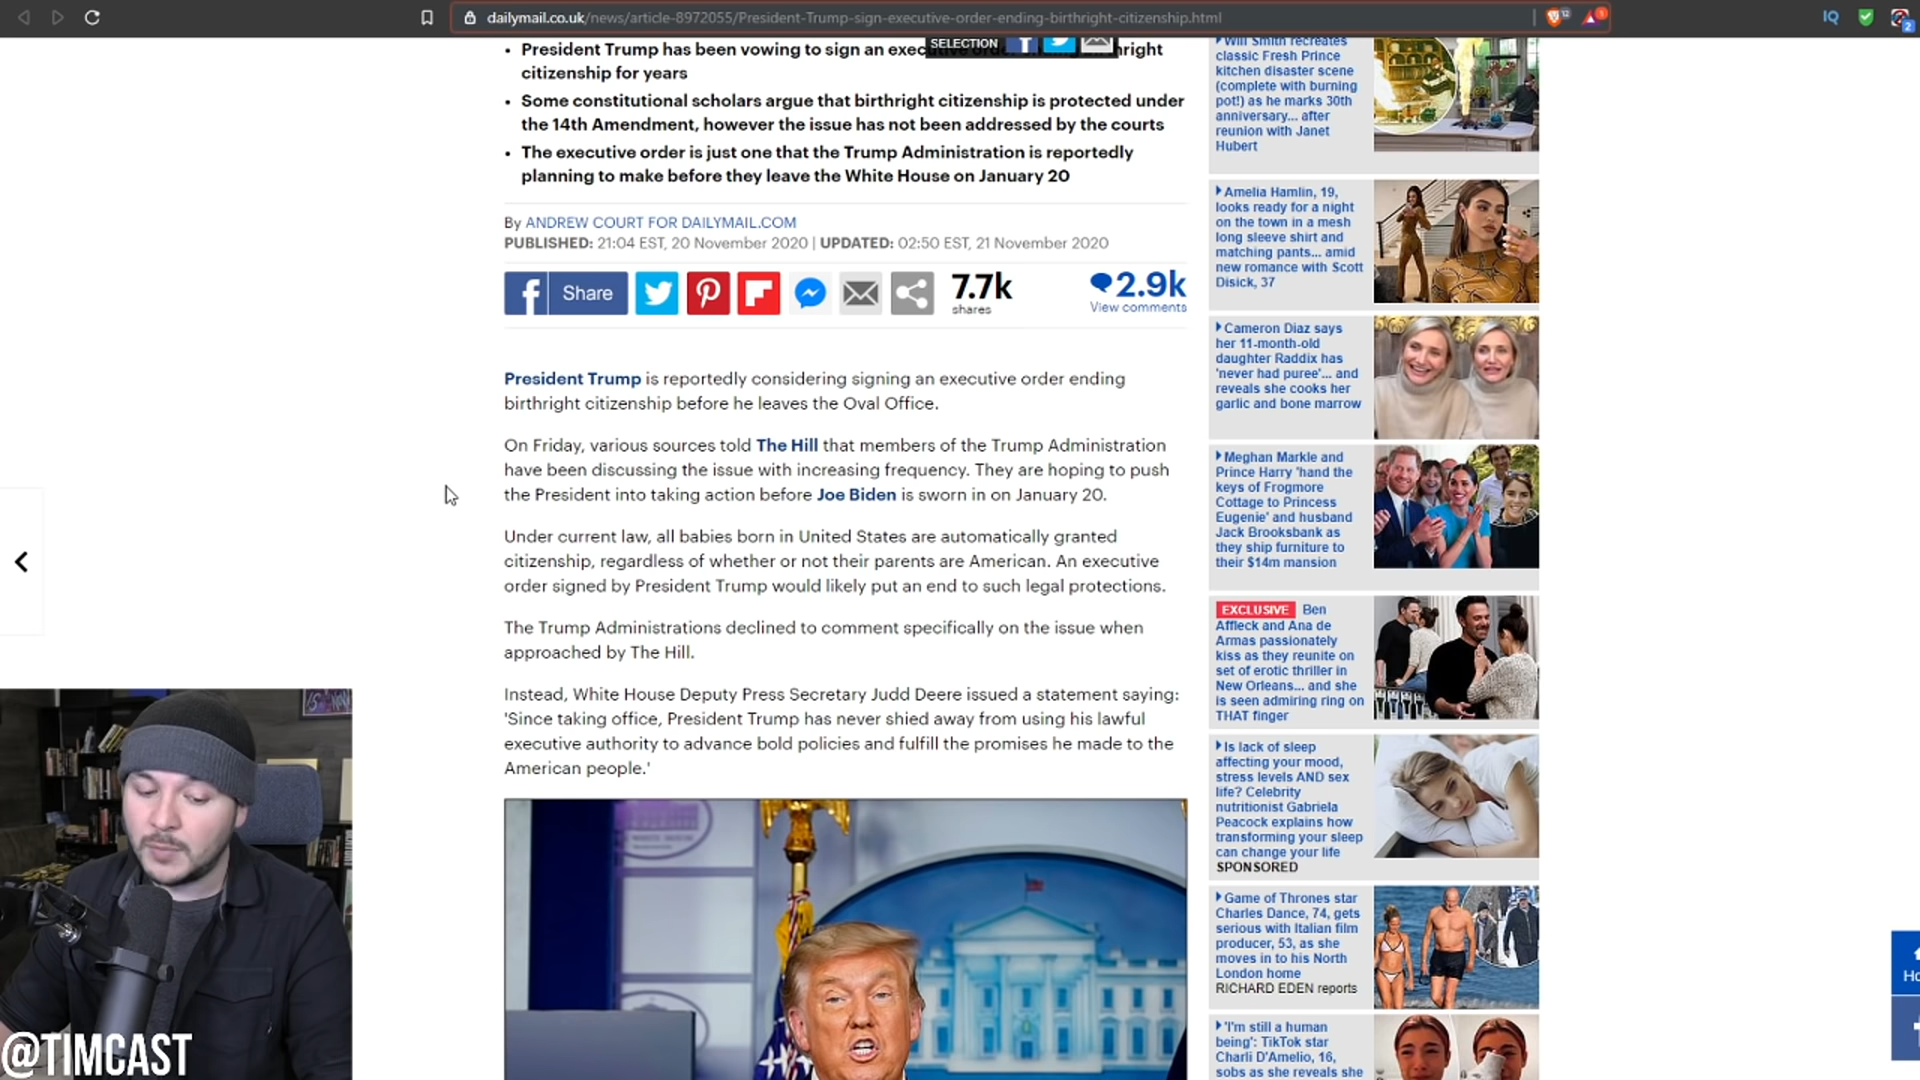 dailymail.co.uk/news/article-8972055/President-Trump-sign-executive-order-ending-birthright-citizenship.html
12
1
IQ
2
SELECTION
• President Trump has been vowing to sign an executive order ending birthright
citizenship for years
• Some constitutional scholars argue that birthright citizenship is protected under
the 14th Amendment, however the issue has not been addressed by the courts
• The executive order is just one that the Trump Administration is reportedly
planning to make before they leave the White House on January 20
By ANDREW COURT FOR DAILYMAIL.COM
PUBLISHED: 21:04 EST, 20 November 2020 | UPDATED: 02:50 EST, 21 November 2020
Share
7.7k
shares
2.9k
View comments
President Trump is reportedly considering signing an executive order ending
birthright citizenship before he leaves the Oval Office.
On Friday, various sources told The Hill that members of the Trump Administration
have been discussing the issue with increasing frequency. They are hoping to push
the President into taking action before Joe Biden is sworn in on January 20.
Under current law, all babies born in United States are automatically granted
citizenship, regardless of whether or not their parents are American. An executive
order signed by President Trump would likely put an end to such legal protections.
The Trump Administrations declined to comment specifically on the issue when
approached by The Hill.
Instead, White House Deputy Press Secretary Judd Deere issued a statement saying:
'Since taking office, President Trump has never shied away from using his lawful
executive authority to advance bold policies and fulfill the promises he made to the
American people.'
Will Smith recreates
classic Fresh Prince
kitchen disaster scene
(complete with burning
pot!) as he marks 30th
anniversary... after
reunion with Janet
Hubert
Amelia Hamlin, 19,
looks ready for a night
on the town in a mesh
long sleeve shirt and
matching pants... amid
new romance with Scott
Disick, 37
Cameron Diaz says
her 11-month-old
daughter Raddix has
'never had puree'... and
reveals she cooks her
garlic and bone marrow
Meghan Markle and
Prince Harry 'hand the
keys of Frogmore
Cottage to Princess
Eugenie' and husband
Jack Brooksbank as
they ship furniture to
their $14m mansion
EXCLUSIVE Ben
Affleck and Ana de
Armas passionately
kiss as they reunite on
set of erotic thriller in
New Orleans... and she
is seen admiring ring on
THAT finger
Is lack of sleep
affecting your mood,
stress levels AND sex
life? Celebrity
nutritionist Gabriela
Peacock explains how
transforming your sleep
can change your life
SPONSORED
Game of Thrones star
Charles Dance, 74, gets
serious with Italian film
producer, 53, as she
moves in to his North
London home
RICHARD EDEN reports
'I'm still a human
being': TikTok star
Charli D'Amelio, 16,
sobs as she reveals she
@TIMCAST